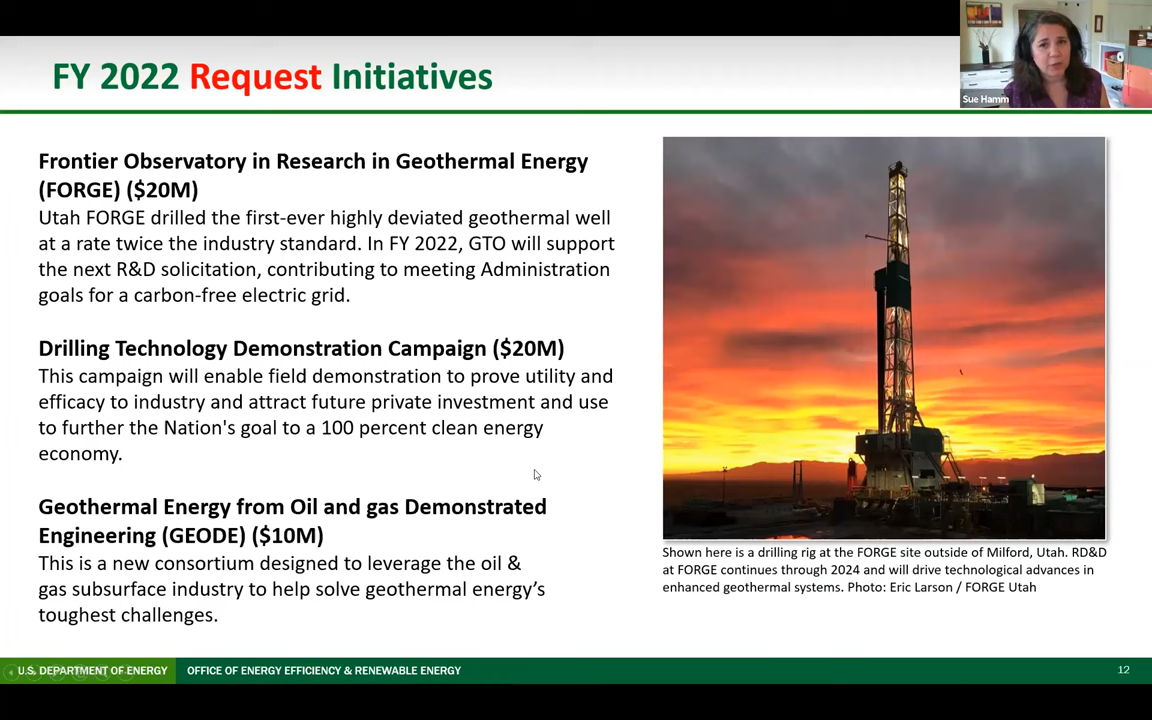 FY 2022 Request Initiatives
Sue Hamm
Frontier Observatory in Research in Geothermal Energy
(FORGE) ($20M)
Utah FORGE drilled the first-ever highly deviated geothermal well
at a rate twice the industry standard. In FY 2022, GTO will support
the next R&D solicitation, contributing to meeting Administration
goals for a carbon-free electric grid.
Drilling Technology Demonstration Campaign ($20M)
This campaign will enable field demonstration to prove utility and
efficacy to industry and attract future private investment and use
to further the Nation's goal to a 100 percent clean energy
economy.
Geothermal Energy from Oil and gas Demonstrated
Engineering (GEODE) ($10M)
This is a new consortium designed to leverage the oil &
gas subsurface industry to help solve geothermal energy’s
toughest challenges.
Shown here is a drilling rig at the FORGE site outside of Milford, Utah. RD&D
at FORGE continues through 2024 and will drive technological advances in
enhanced geothermal systems. Photo: Eric Larson / FORGE Utah
U.S. DEPARTMENT OF ENERGY OFFICE OF ENERGY EFFICIENCY & RENEWABLE ENERGY 12